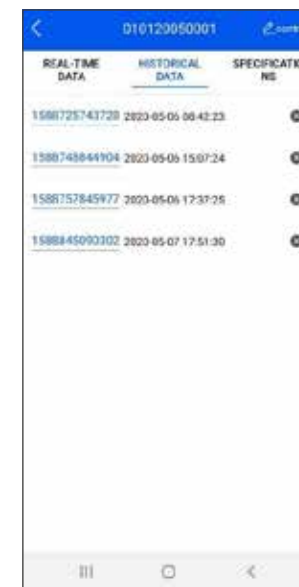 010120050001
REAL-TIME DATA
HISTORICAL DATA
SPECIFICATIO
NS
2020-05-06 08:42:23
1588748844904 2020-05-06 15:07:24
1588757845977 2020-05-06 17:37:25
1588845090302 2020-05-07 17:51:30